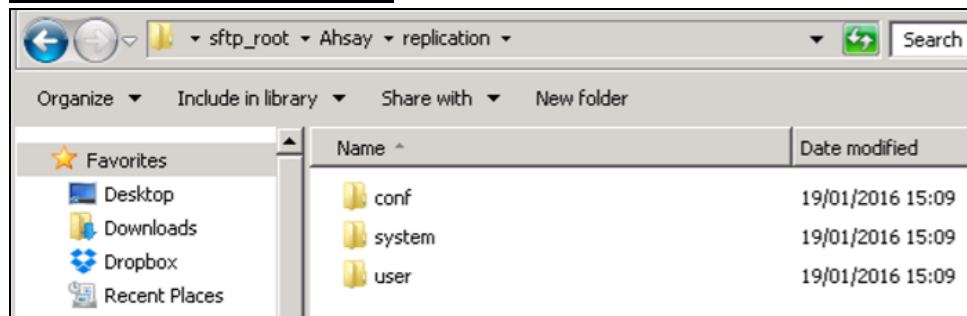 sftp_root Ahsay replication Search
Organize Include in library Share with New folder
Favorites Name Date modified
Desktop conf 19/01/2016 15:09
Downloads system 19/01/2016 15:09
Dropbox user 19/01/2016 15:09
Recent Places